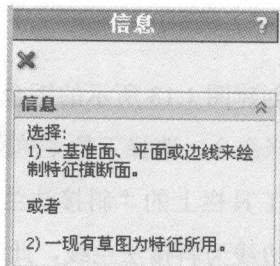 信息 ?
信息
选择:
1) 一基准面、平面或边线来绘
制特征横断面.
或者
2) 一现有草图为特征所用。